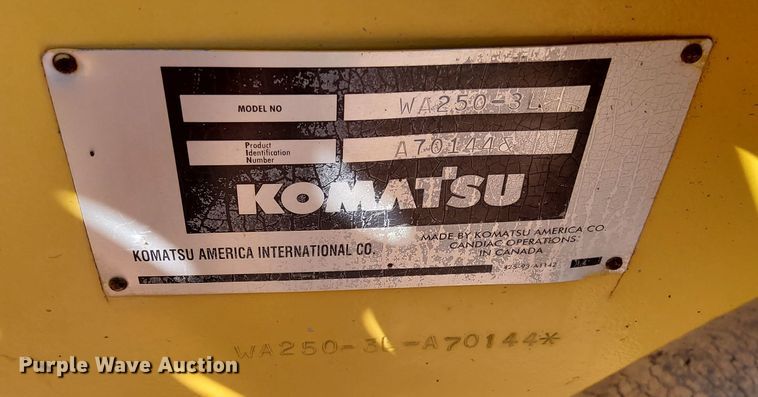 MODEL NO WA250-3L
Product
Identification
Number
A70144
KOMATSU
KOMATSU AMERICA INTERNATIONAL CO.
MADE BY KOMATSU AMERICA CO.
CANDIAC OPERATIONS
IN CANADA
WA250-3L-A70144*
Purple Wave Auction